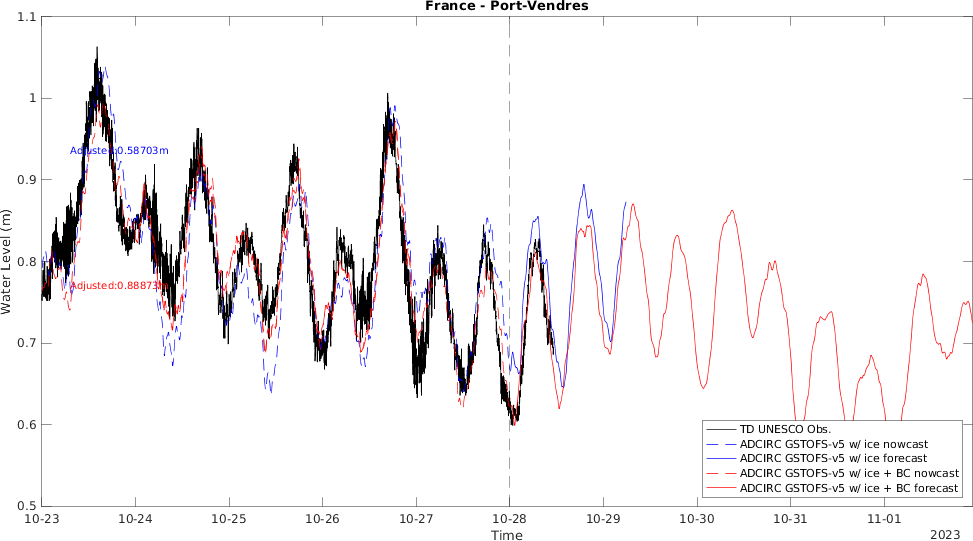 France - Port-Vendres
1.1
1
0.9
0.8
0.7
0.6
0.5
Water Level (m)
Adjusted:0.58703m
Adjusted:0.88873m
TD UNESCO Obs.
ADCIRC GSTOFS-v5 w/ ice nowcast
ADCIRC GSTOFS-v5 w/ ice forecast
ADCIRC GSTOFS-v5 w/ ice + BC nowcast
ADCIRC GSTOFS-v5 w/ ice + BC forecast
10-23 10-24 10-25 10-26 10-27 10-28 10-29 10-30 10-31 11-01
Time
2023